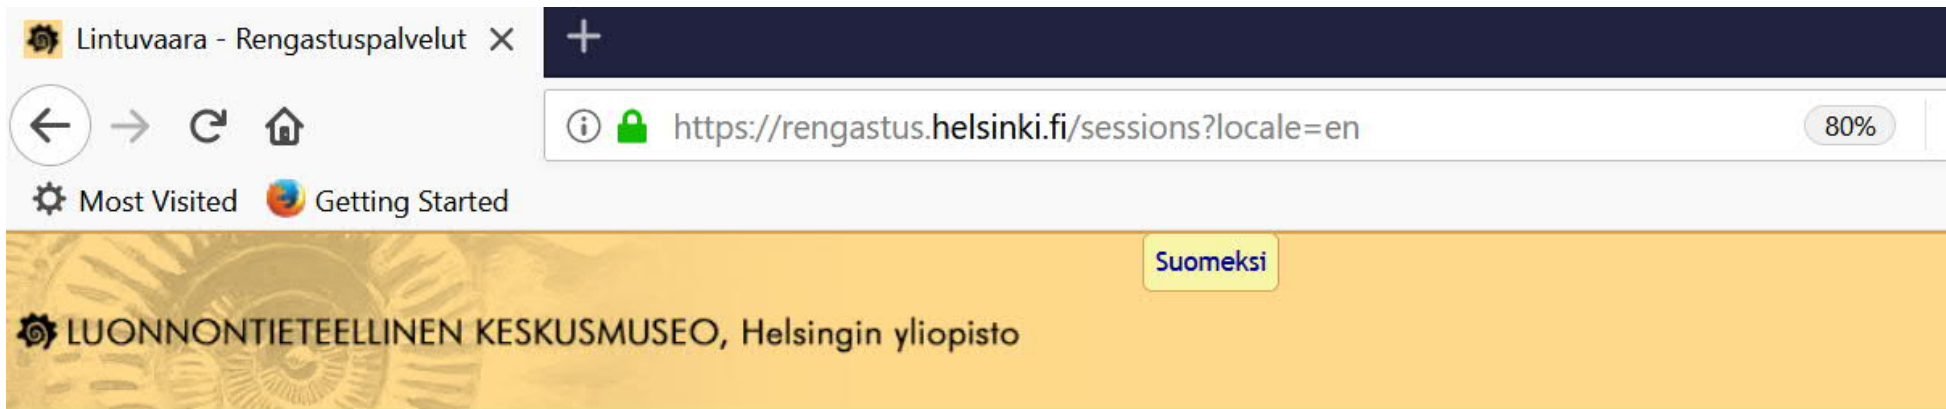 Lintuvaara - Rengastuspalvelut
https://rengastus.helsinki.fi/sessions?locale=en 80%
Most Visited Getting Started
Suomeksi
LUONNONTIETEELLINEN KESKUSMUSEO, Helsingin yliopisto